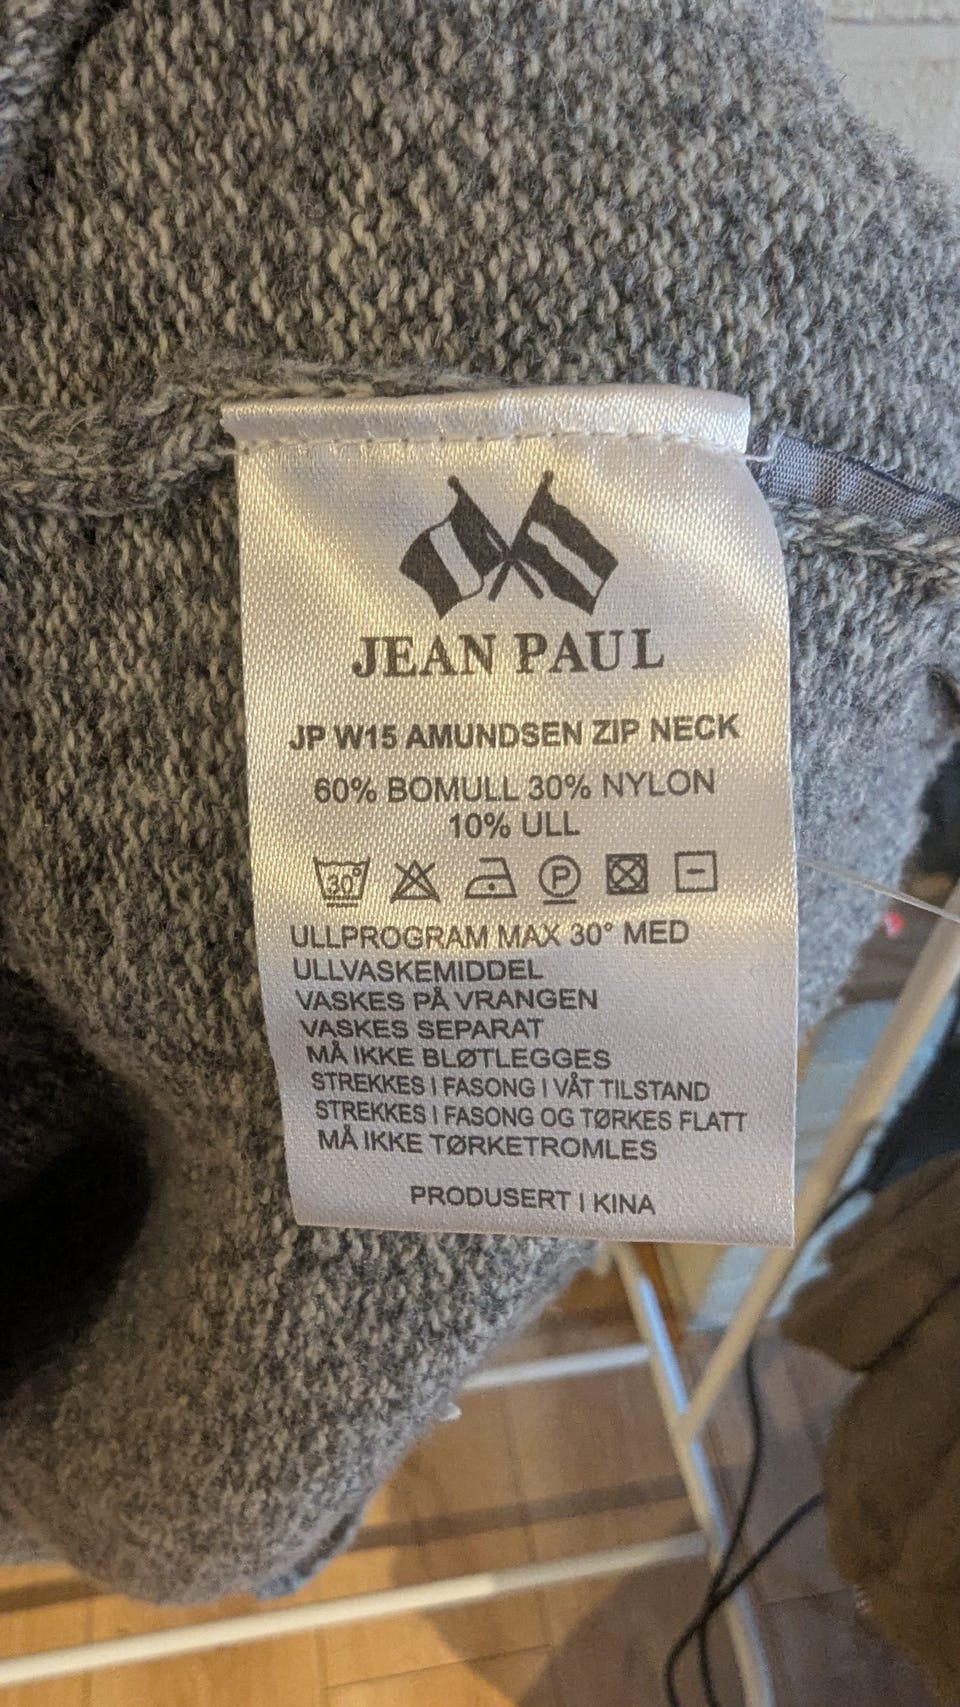 JEAN PAUL
JP W15 AMUNDSEN ZIP NECK
60% BOMULL 30% NYLON
10% ULL
30° P
ULLPROGRAM MAX 30° MED
ULLVASKEMIDDEL
VASKES PÅ VRANGEN
VASKES SEPARAT
MÅ IKKE BLØTLEGGES
STREKKES I FASONG I VÅT TILSTAND
STREKKES I FASONG OG TØRKES FLATT
MÅ IKKE TØRKETROMLES
PRODUSERT I KINA